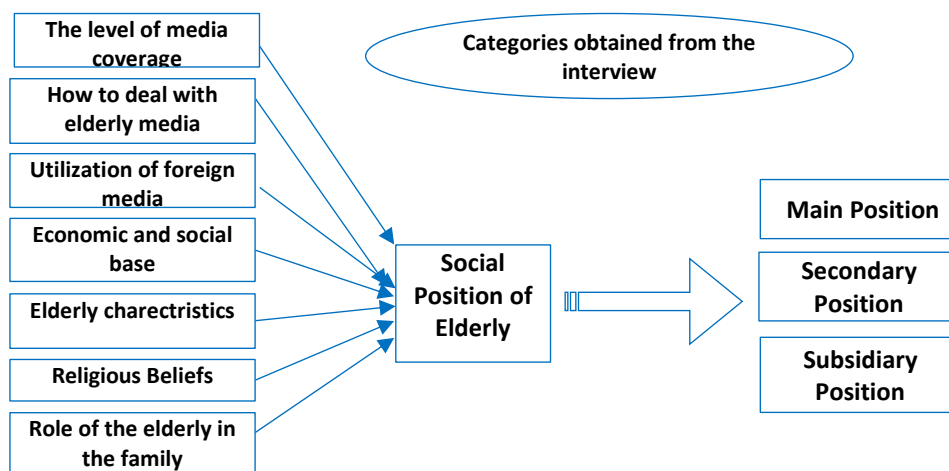 The level of media
coverage
How to deal with
elderly media
Utilization of foreign
media
Economic and social
base
Elderly charectristics
Religious Beliefs
Role of the elderly in
the family
Categories obtained from the
interview
Social
Position of
Elderly
Main Position
Secondary
Position
Subsidiary
Position